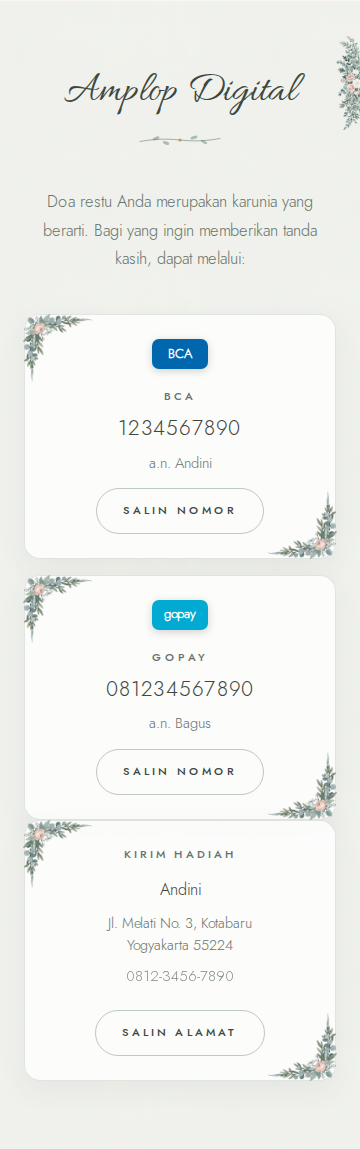 Amplop Digital
Doa restu Anda merupakan karunia yang
berarti. Bagi yang ingin memberikan tanda
kasih, dapat melalui:
BCA
BCA
1234567890
a.n. Andini
SALIN NOMOR
gopay
GOPAY
081234567890
a.n. Bagus
SALIN NOMOR
KIRIM HADIAH
Andini
Jl. Melati No. 3, Kotabaru
Yogyakarta 55224
0812-3456-7890
SALIN ALAMAT